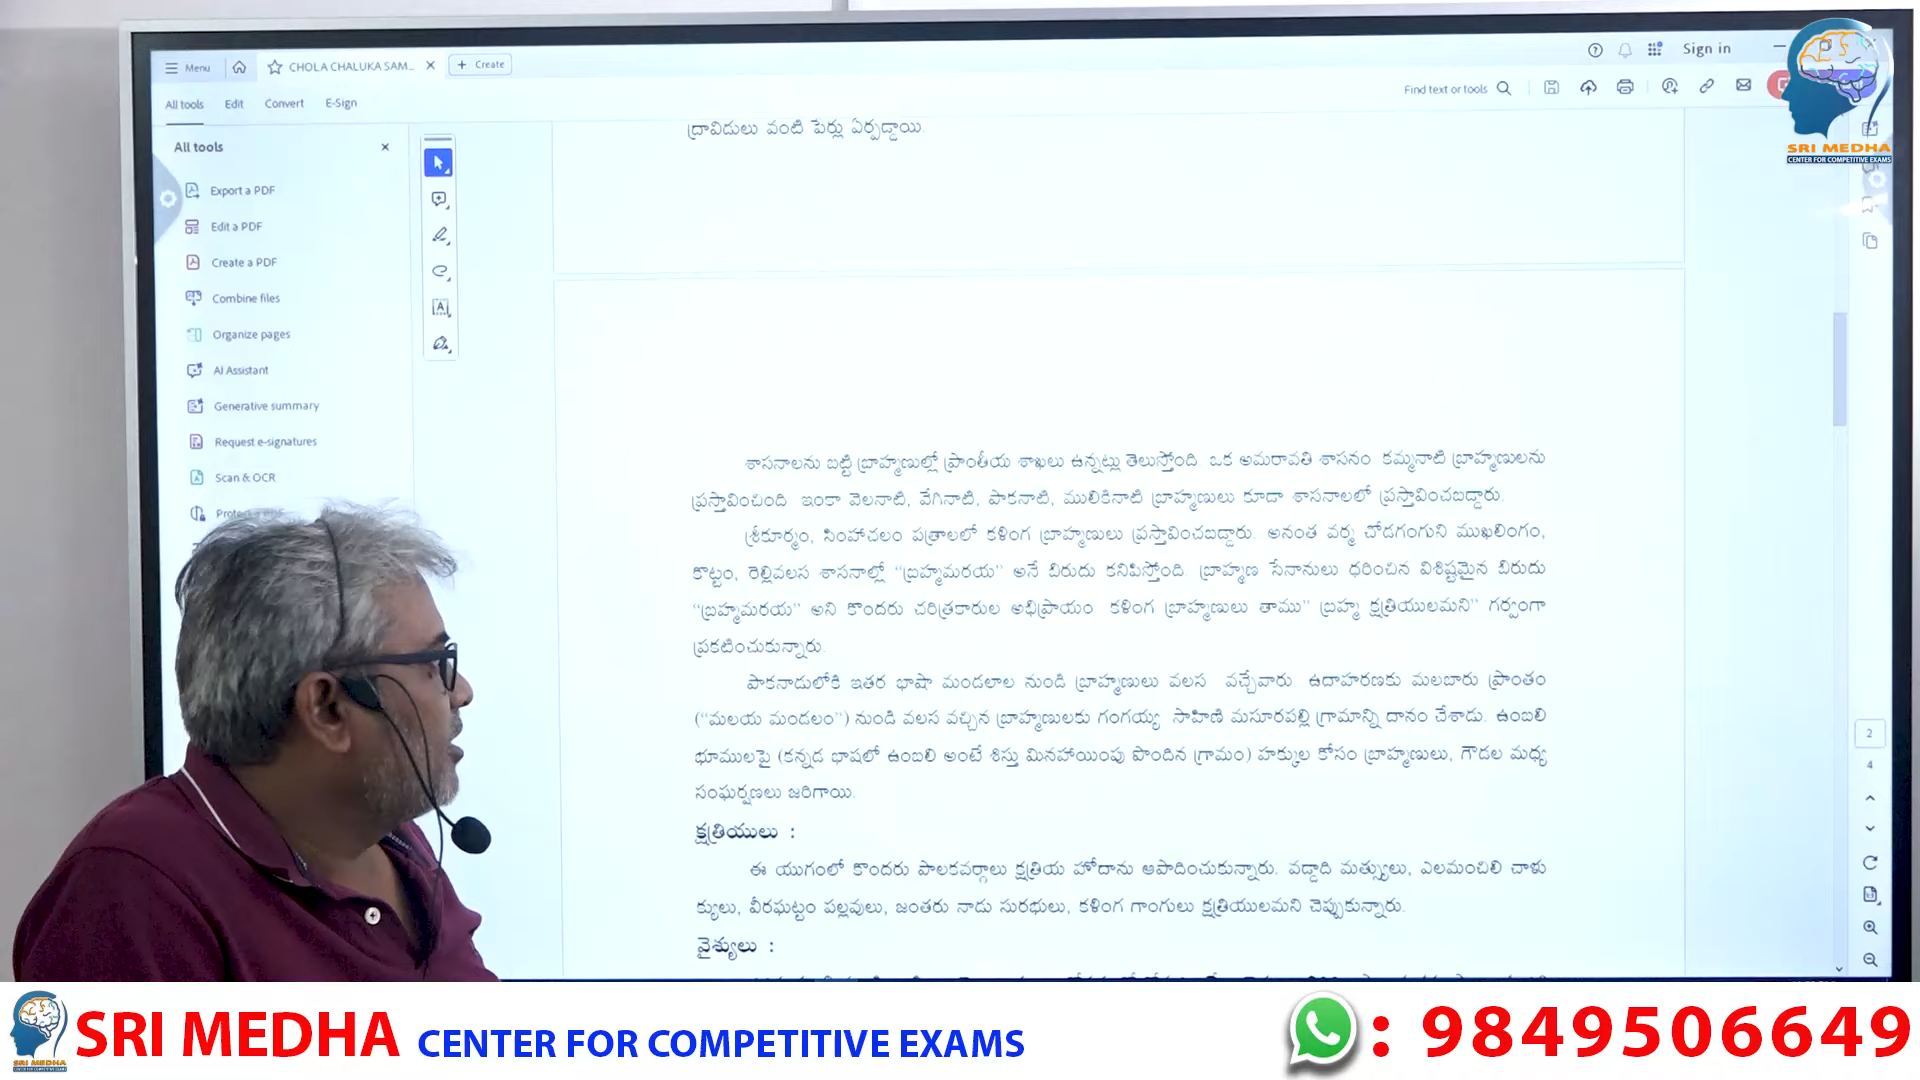 Menu
CHOLA CHALUKA SAM...
Create
Sign in
All tools
Edit
Convert
E-Sign
Find text or tools
All tools
Export a PDF
Edit a PDF
Create a PDF
Combine files
Organize pages
AI Assistant
Generative summary
Request e-signatures
Scan & OCR
SRI MEDHA
CENTER FOR COMPETITIVE EXAMS
ద్రావిడులు వంటి పేర్లు ఏర్పడ్డాయి.
శాసనాలను బట్టి బ్రాహ్మణుల్లో ప్రాంతీయ శాఖలు ఉన్నట్లు తెలుస్తోంది ఒక అమరావతి శాసనం కమ్మనాటి బ్రాహ్మణులను
ప్రస్తావించింది ఇంకా వెలనాటి, వేగినాటి, పాకనాటి, ములికినాటి బ్రాహ్మణులు కూడా శాసనాలలో ప్రస్తావించబడ్డారు.
శ్రీకూర్మం, సింహాచలం పత్రాలలో కళింగ బ్రాహ్మణులు ప్రస్తావించబడ్డారు. అనంత వర్మ చోడగంగుని ముఖలింగం,
కొట్టం, రెల్లివలస శాసనాల్లో "బ్రహ్మమరయ" అనే బిరుదు కనిపిస్తోంది. బ్రాహ్మణ సేనానులు ధరించిన విశిష్టమైన బిరుదు
"బ్రహ్మమరయ" అని కొందరు చరిత్రకారుల అభిప్రాయం కళింగ బ్రాహ్మణులు తాము" బ్రహ్మ క్షత్రియులమని" గర్వంగా
ప్రకటించుకున్నారు.
పాకనాడులోకి ఇతర భాషా మండలాల నుండి బ్రాహ్మణులు వలస వచ్చేవారు. ఉదాహరణకు మలబారు ప్రాంతం
("మలయ మండలం") నుండి వలస వచ్చిన బ్రాహ్మణులకు గంగయ్య సాహిణి మసూరపల్లి గ్రామాన్ని దానం చేశాడు. ఉంబలి
భూములపై (కన్నడ భాషలో ఉంబలి అంటే శిస్తు మినహాయింపు పొందిన గ్రామం) హక్కుల కోసం బ్రాహ్మణులు, గౌడల మధ్య
సంఘర్షణలు జరిగాయి.
క్షత్రియులు :
ఈ యుగంలో కొందరు పాలకవర్గాలు క్షత్రియ హోదాను ఆపాదించుకున్నారు. వడ్డాది మత్స్యులు, ఎలమంచిలి చాళు
క్యులు, వీరఘట్టం పల్లవులు, జంతరు నాడు సురభులు, కళింగ గాంగులు క్షత్రియులమని చెప్పుకున్నారు.
వైశ్యులు :
2
4
SRI MEDHA CENTER FOR COMPETITIVE EXAMS
: 9849506649